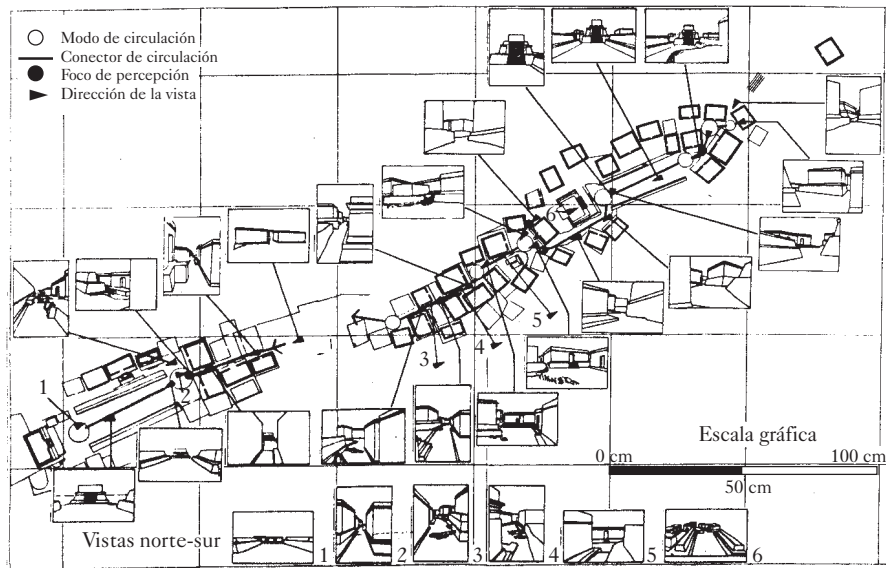 Modo de circulación
Conector de circulación
Foco de percepción
Dirección de la vista
1
2
3
4
5
6
Escala gráfica
0 cm
100 cm
50 cm
Vistas norte-sur
1
2
3
4
5
6